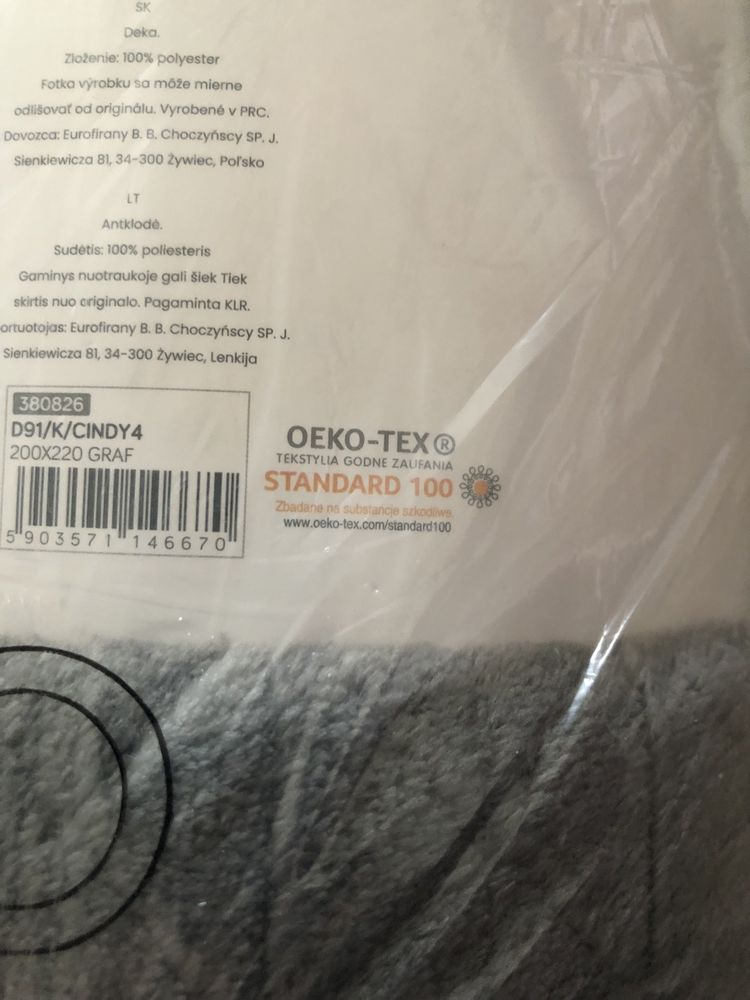 SK
Deka.
Zloženie: 100% polyester
Fotka výrobku sa môže mierne
odlišovať od originálu. Vyrobené v PRC.
Dovozca: Eurofirany B. B. Choczyńscy SP. J.
Sienkiewicza 81, 34-300 Żywiec, Poľsko
LT
Antklodė.
Sudėtis: 100% poliesteris
Gaminys nuotraukoje gali šiek Tiek
skirtis nuo originalo. Pagaminta KLR.
ortuotojas: Eurofirany B. B. Choczyńscy SP. J.
Sienkiewicza 81, 34-300 Żywiec, Lenkija
380826
D91/K/CINDY4
200X220 GRAF
5 903571 146670
OEKO-TEX®
TEKSTYLIA GODNE ZAUFANIA
STANDARD 100
Zbadane na substancje szkodliwe.
www.oeko-tex.com/standard100